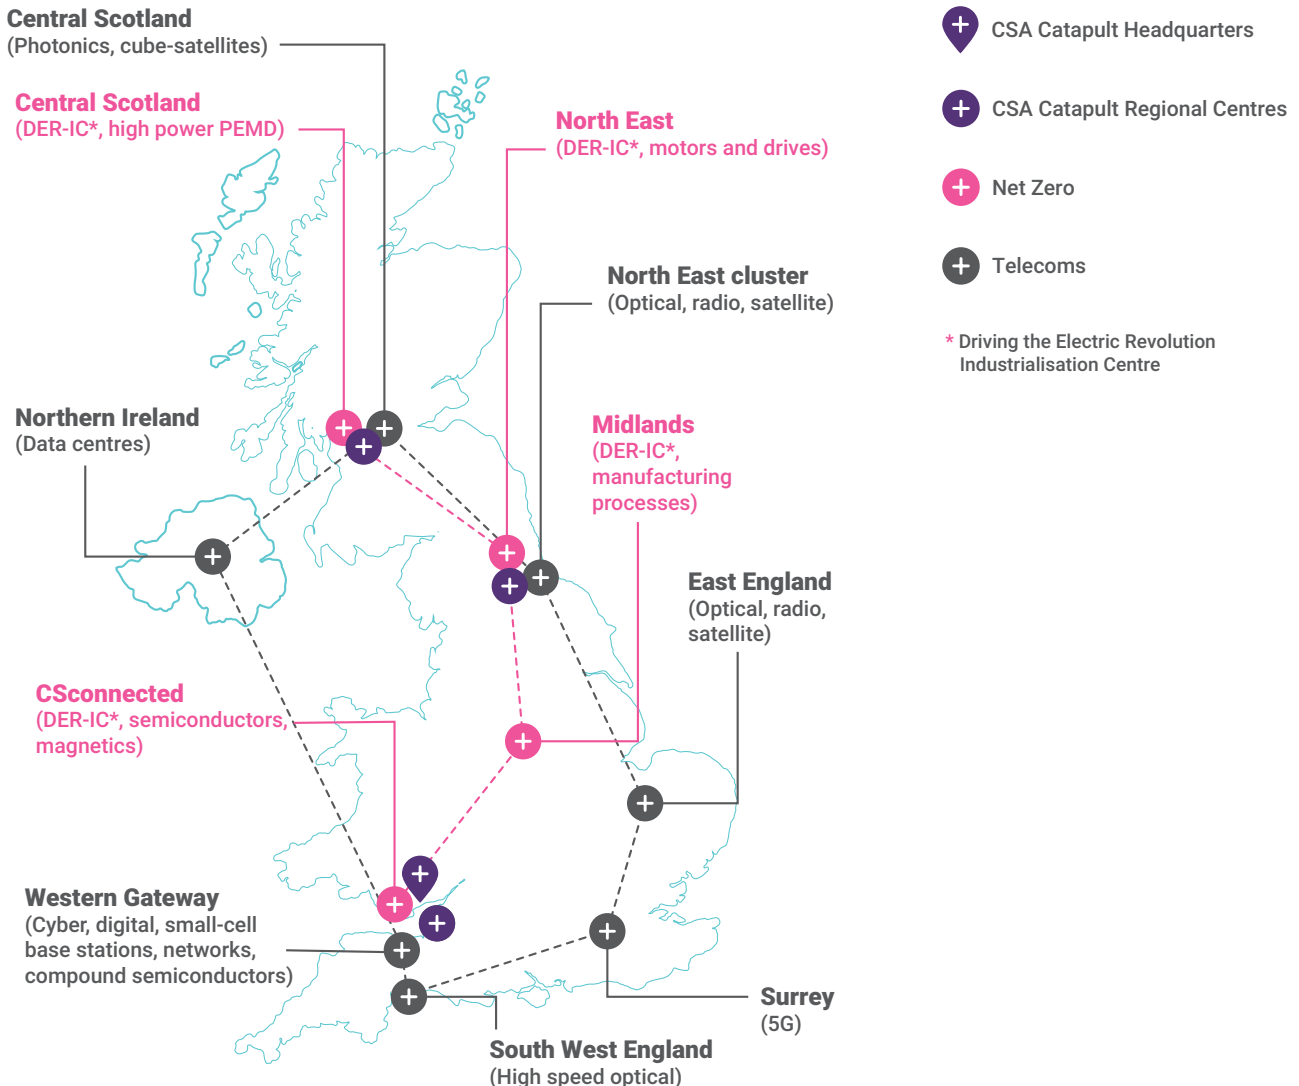 Central Scotland
(Photonics, cube-satellites)
Central Scotland
(DER-IC*, high power PEMD)
North East
(DER-IC*, motors and drives)
North East cluster
(Optical, radio, satellite)
Northern Ireland
(Data centres)
Midlands
(DER-IC*,
manufacturing
processes)
East England
(Optical, radio,
satellite)
CSconnected
(DER-IC*, semiconductors,
magnetics)
Western Gateway
(Cyber, digital, small-cell
base stations, networks,
compound semiconductors)
Surrey
(5G)
South West England
(High speed optical)
CSA Catapult Headquarters
CSA Catapult Regional Centres
Net Zero
Telecoms
* Driving the Electric Revolution
Industrialisation Centre